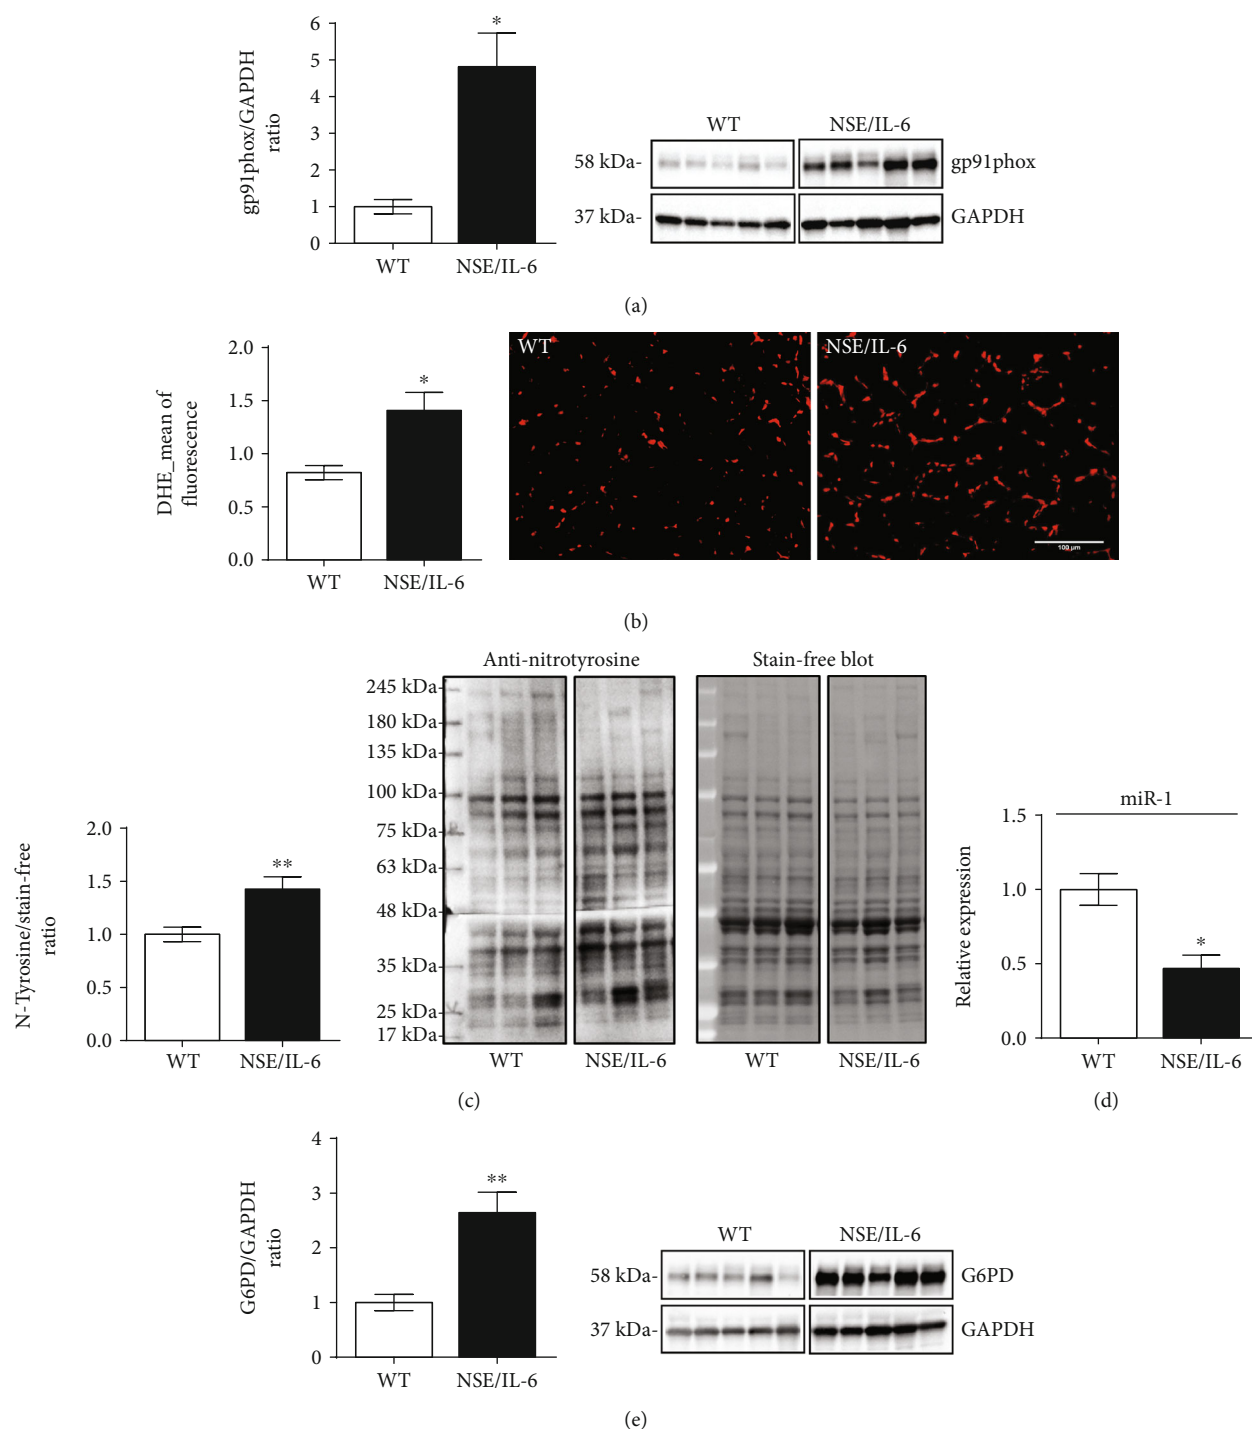 6
5
4
3
2
1
0
gp91phox/GAPDH
ratio
*
WT
NSE/IL-6
WT
NSE/IL-6
58 kDa-
gp91phox
37 kDa-
GAPDH
(a)
2.0
1.5
1.0
0.5
0.0
DHE_mean of
fluorescence
*
WT
NSE/IL-6
WT
NSE/IL-6
100 µm
(b)
2.0
1.5
1.0
0.5
0.0
N-Tyrosine/stain-free
ratio
**
WT
NSE/IL-6
Anti-nitrotyrosine
Stain-free blot
245 kDa-
180 kDa-
135 kDa-
100 kDa-
75 kDa-
63 kDa-
48 kDa-
35 kDa-
25 kDa-
17 kDa-
WT
NSE/IL-6
WT
NSE/IL-6
(c)
miR-1
1.5
1.0
0.5
0.0
Relative expression
*
WT
NSE/IL-6
(d)
4
3
2
1
0
G6PD/GAPDH
ratio
**
WT
NSE/IL-6
WT
NSE/IL-6
58 kDa-
G6PD
37 kDa-
GAPDH
(e)